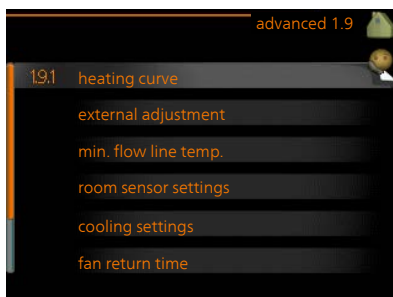 advanced 1.9
1.9.1 heating curve
external adjustment
min. flow line temp.
room sensor settings
cooling settings
fan return time